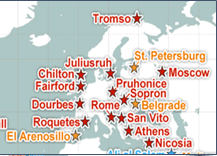 Tromso
St. Petersburg
Juliusruh
Chilton
Moscow
Fairford
Pruhonice
Sopron
Dourbes
Rome
Belgrade
Roquetes
San Vito
El Arenosillo
Athens
Nicosia